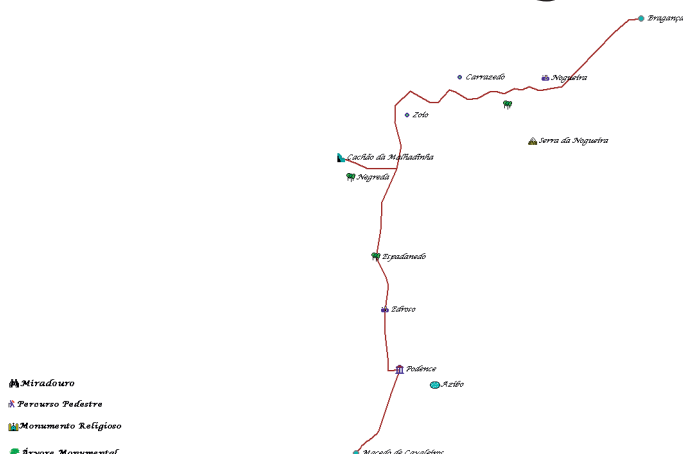 Bragança
Carrazedo
Nogueira
Zoio
Serra da Nogueira
Cachão da Malhadinha
Negreda
Espadanedo
Edroso
Podence
Azibo
Miradouro
Percurso Pedestre
Monumento Religioso
Árvore Monumental
Macedo de Cavaleiros